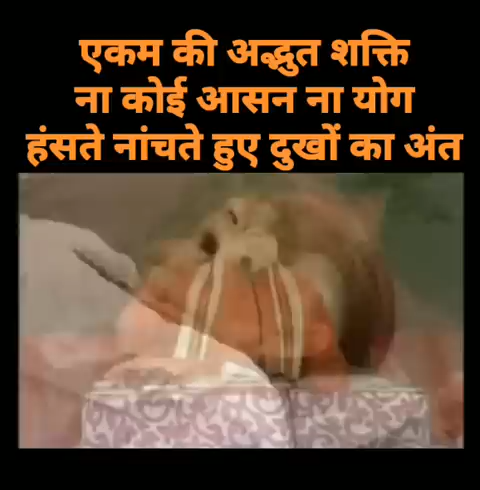 एकम की अद्भुत शक्ति
ना कोई आसन ना योग
हंसते नांचते हुए दुखों का अंत